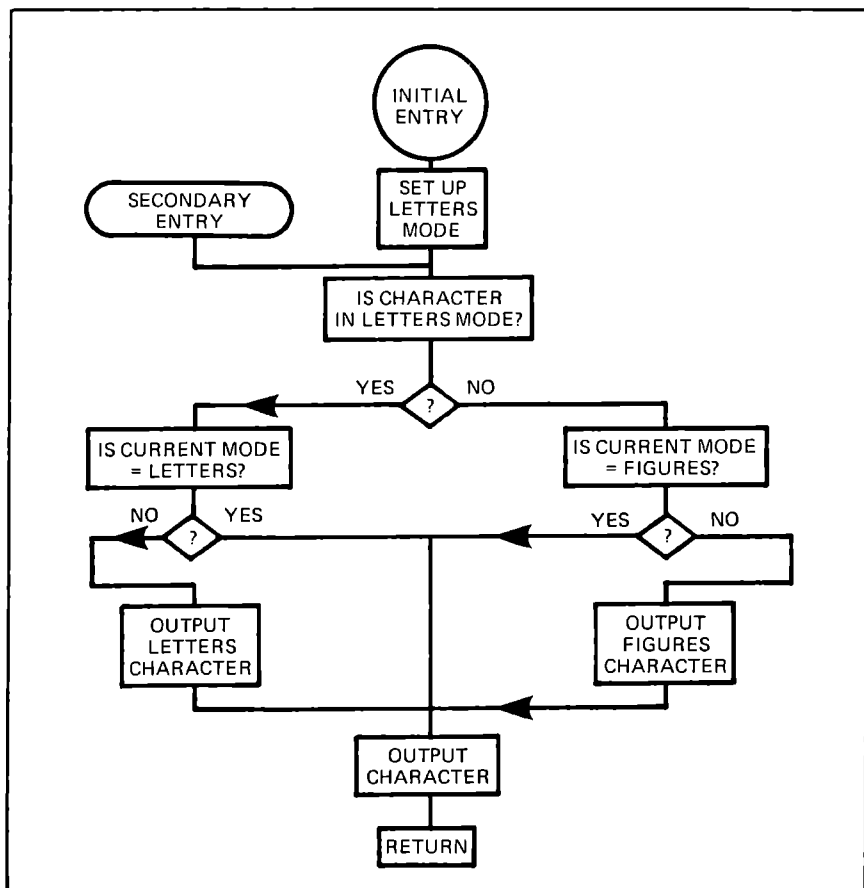 INITIAL
ENTRY
SET UP
LETTERS
MODE
SECONDARY
ENTRY
IS CHARACTER
IN LETTERS MODE?
YES
?
NO
IS CURRENT MODE
= LETTERS?
IS CURRENT MODE
= FIGURES?
NO
?
YES
YES
?
NO
OUTPUT
LETTERS
CHARACTER
OUTPUT
FIGURES
CHARACTER
OUTPUT
CHARACTER
RETURN